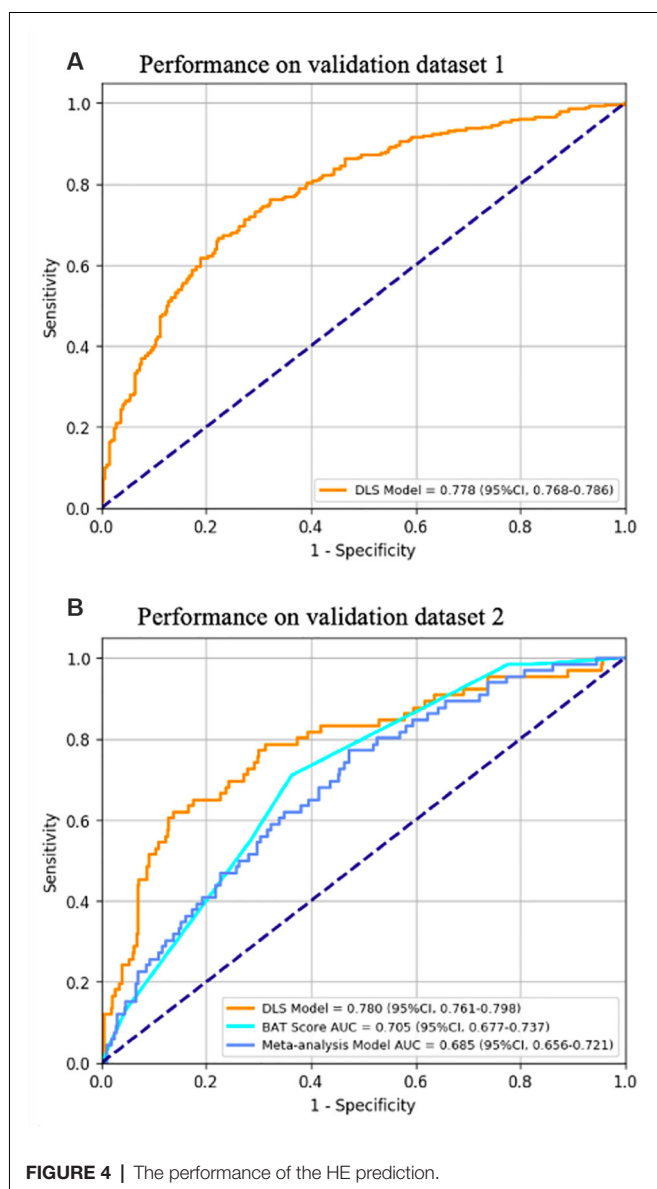 A
Performance on validation dataset 1
1.0
0.8
0.6
0.4
0.2
0.0
Sensitivity
DLS Model = 0.778 (95%CI, 0.768-0.786)
0.0 0.2 0.4 0.6 0.8 1.0
1 - Specificity
B
Performance on validation dataset 2
1.0
0.8
0.6
0.4
0.2
0.0
Sensitivity
DLS Model = 0.780 (95%CI, 0.761-0.798)
BAT Score AUC = 0.705 (95%CI, 0.677-0.737)
Meta-analysis Model AUC = 0.685 (95%CI, 0.656-0.721)
0.0 0.2 0.4 0.6 0.8 1.0
1 - Specificity
FIGURE 4 | The performance of the HE prediction.